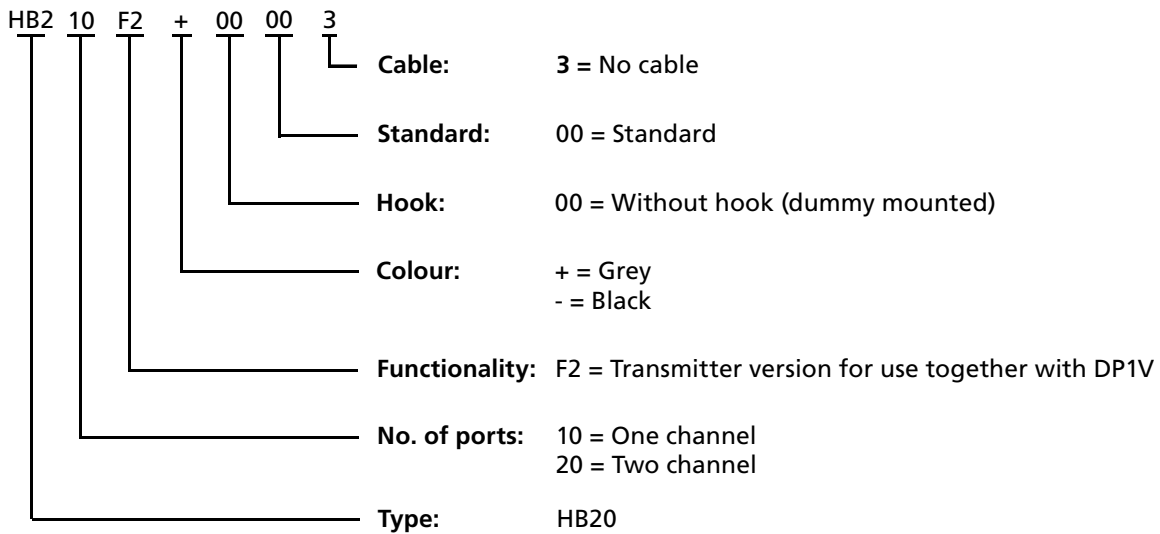 HB2 10 F2 + 00 00 3
Cable: 3 = No cable
Standard: 00 = Standard
Hook: 00 = Without hook (dummy mounted)
Colour: + = Grey
- = Black
Functionality: F2 = Transmitter version for use together with DP1V
No. of ports: 10 = One channel
20 = Two channel
Type: HB20